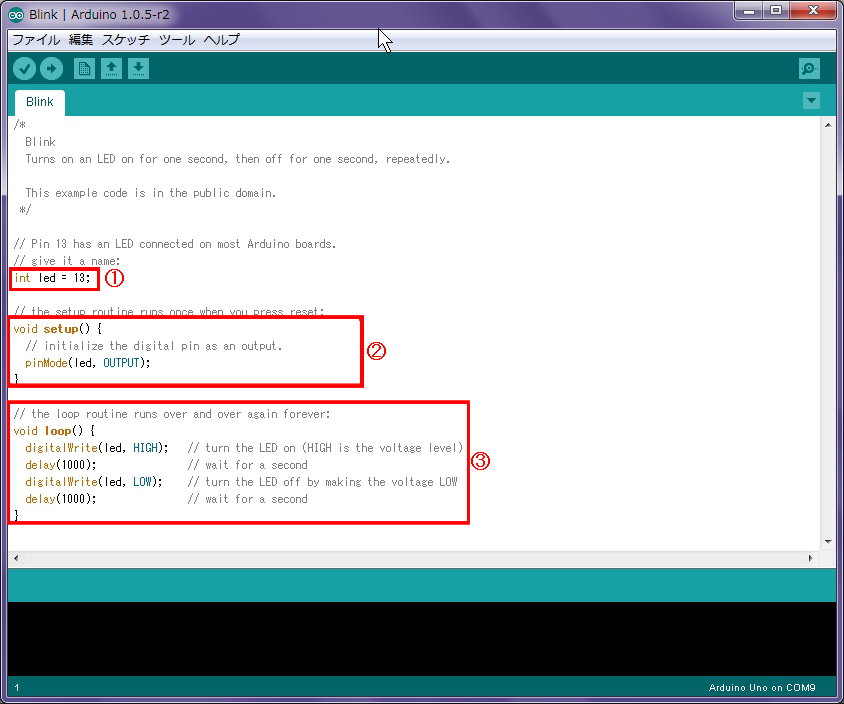 Blink | Arduino 1.0.5-r2
ファイル 編集 スケッチ ツール ヘルプ
Blink
/*
Blink
Turns on an LED on for one second, then off for one second, repeatedly.
This example code is in the public domain.
*/
// Pin 13 has an LED connected on most Arduino boards.
// give it a name:
int led = 13;
①
// the setup routine runs once when you press reset:
void setup() {
// initialize the digital pin as an output.
②
pinMode(led, OUTPUT);
}
// the loop routine runs over and over again forever:
void loop() {
digitalWrite(led, HIGH);   // turn the LED on (HIGH is the voltage level)
③
delay(1000);               // wait for a second
digitalWrite(led, LOW);    // turn the LED off by making the voltage LOW
delay(1000);               // wait for a second
}
1
Arduino Uno on COM9